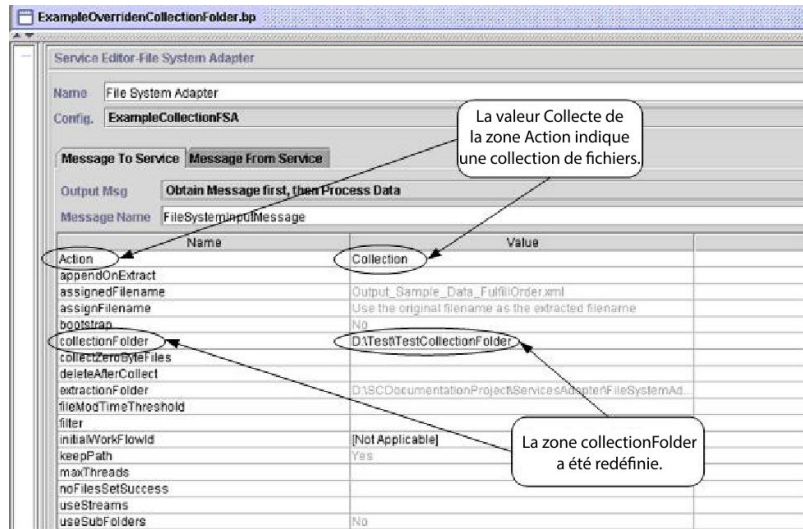 ExampleOverridenCollectionFolder.bp
Service Editor-File System Adapter
Name File System Adapter
Config. ExampleCollectionFSA
La valeur Collecte de
la zone Action indique
une collection de fichiers.
Message To Service Message From Service
Output Msg Obtain Message first, then Process Data
Message Name FileSystemInputMessage
Name Value
Action Collection
appendOnExtract
assignedFilename Output_Sample_Data_FulfillOrder.xml
assignFilename Use the original filename as the extracted filename
bootstrap No
collectionFolder D:\Test\TestCollectionFolder
collectZeroByteFiles
deleteAfterCollect
extractionFolder D:\SCDocumentationProject\ServicesAdapter\FileSystemAd...
fileModTimeThreshold
filter
initialWorkFlowId [Not Applicable]
keepPath Yes
maxThreads
noFilesSetSuccess
useStreams
useSubFolders No
La zone collectionFolder
a été redéfinie.